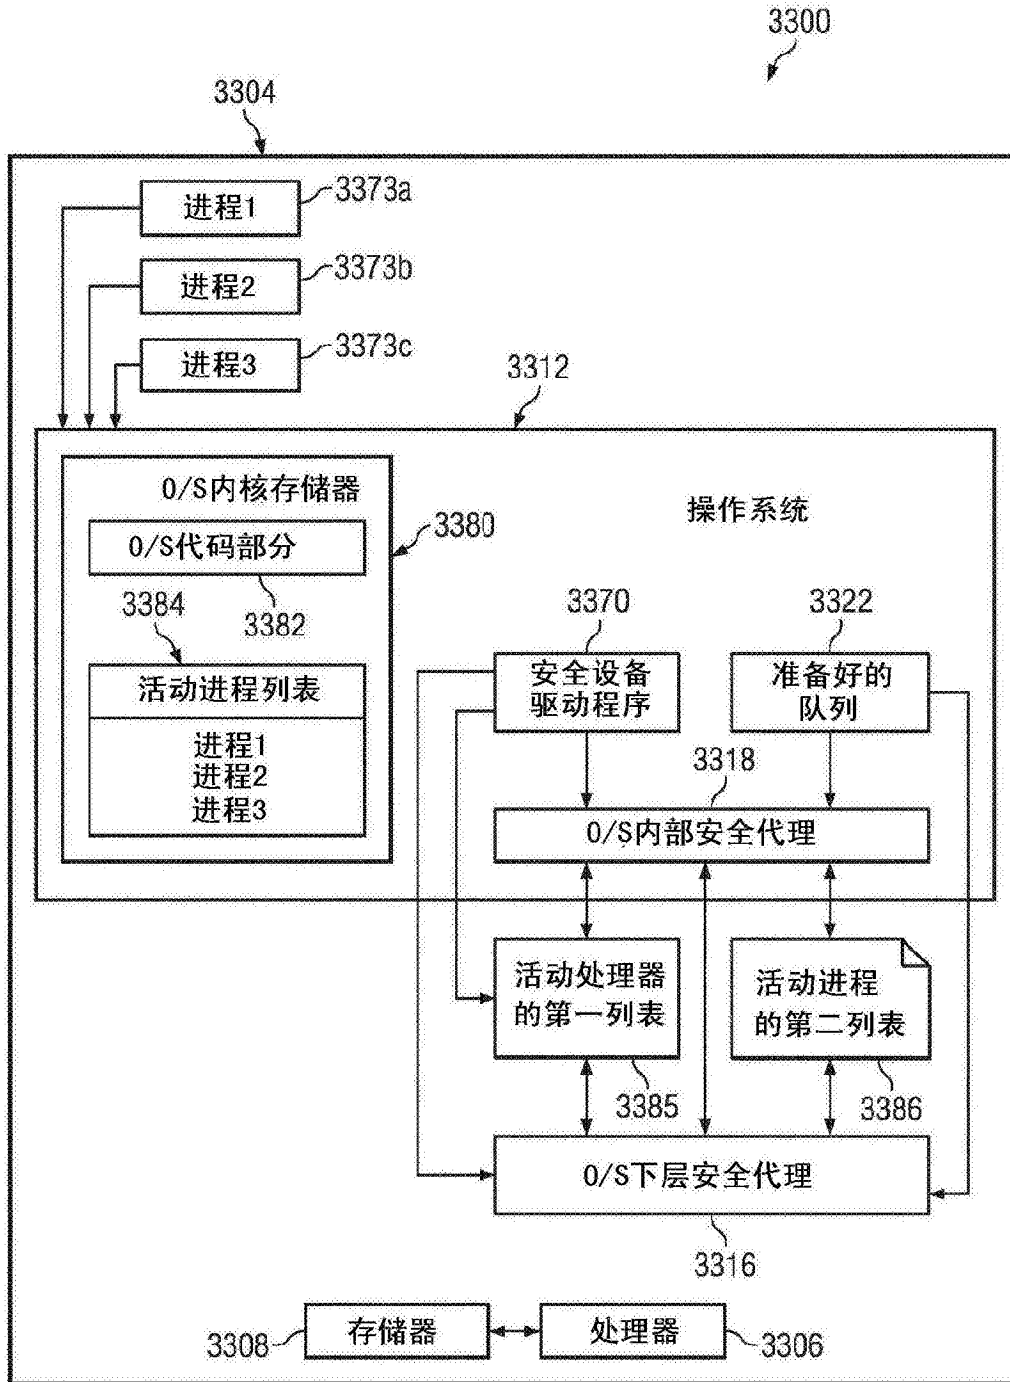 3300
3304
进程1
3373a
进程2
3373b
进程3
3373c
3312
O/S内核存储器
操作系统
O/S代码部分
3380
3384
3382
3370
3322
活动进程列表
安全设备
驱动程序
准备好的
队列
进程1
进程2
进程3
3318
O/S内部安全代理
活动处理器
的第一列表
活动进程
的第二列表
3385
3386
O/S下层安全代理
3316
3308
存储器
处理器
3306